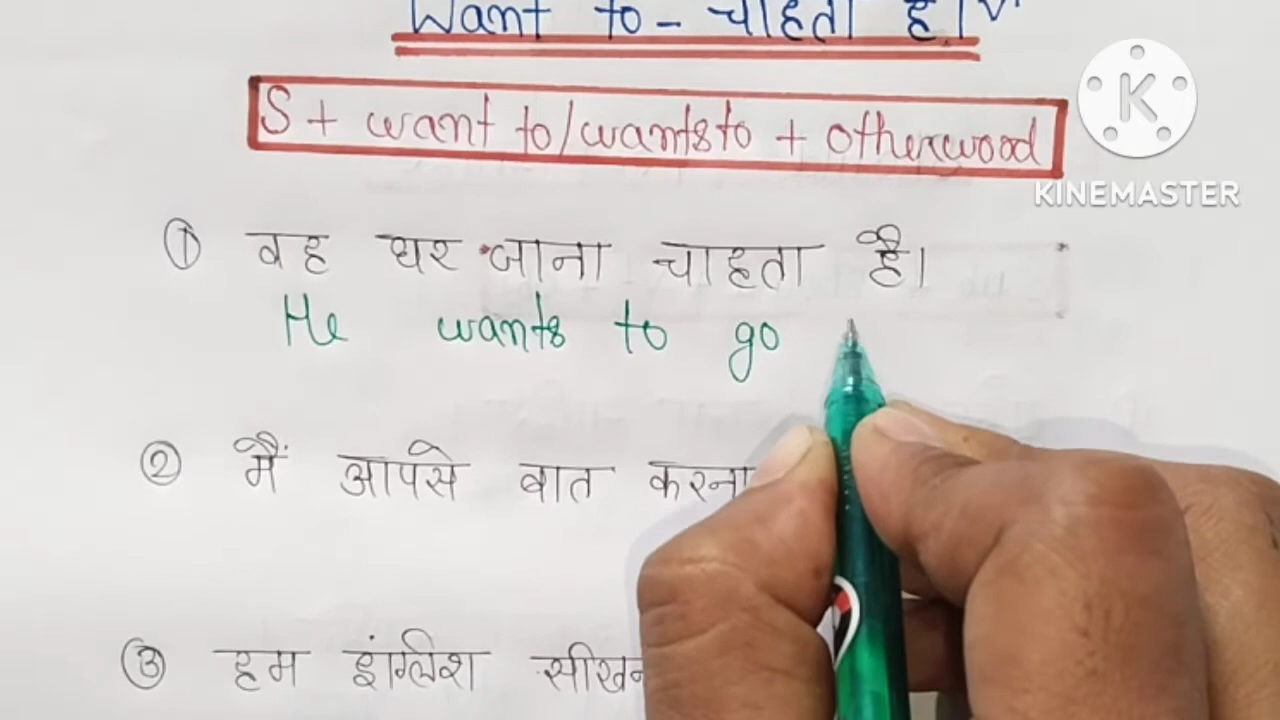 Want to - चाहता है। V¹
S + want to/wants to + otherwood
KINEMASTER
① वह घर जाना चाहता है।
He wants to go
② मैं आपसे बात करना
③ हम इंग्लिश सीखन